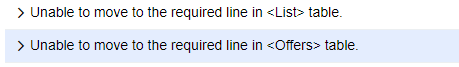 Unable to move to the required line in <List> table.
Unable to move to the required line in <Offers> table.